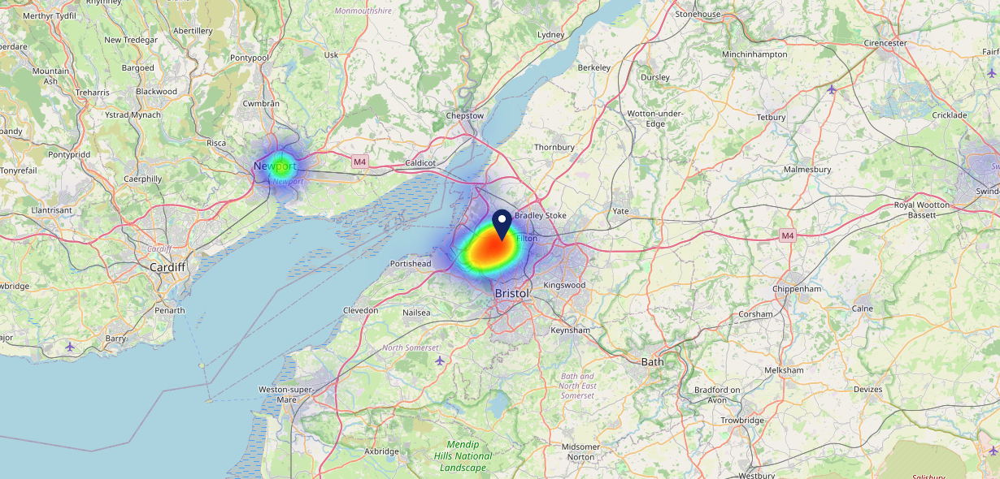 Rhymney
Monmouthshire
Stonehouse
Merthyr Tydfil
Abertillery
Lydney
Cirencester
New Tredegar
Usk
Minchinhampton
Pontypool
Bargoed
Berkeley
Dursley
Mountain
Ash
Treharris
Blackwood
Cwmbrân
Chepstow
Wotton-under-
Edge
Tetbury
Cricklade
Ystrad Mynach
Risca
Thornbury
Pontypridd
M4
Caldicot
Newport
Newport
Malmesbury
Tonyrefail
Caerphilly
Royal Wootton
Bassett
Llantrisant
Bradley Stoke
Yate
Filton
M4
Cardiff
Cardiff
Portishead
Bristol
Kingswood
Chippenham
Penarth
Clevedon
Nailsea
Corsham
Calne
Barry
Keynsham
North Somerset
Bath
Melksham
Bath and
North East
Somerset
Weston-super-
Mare
Bradford on
Avon
Devizes
Trowbridge
Axbridge
Mendip
Hills National
Landscape
Midsomer
Norton
Westbury
Salisbury